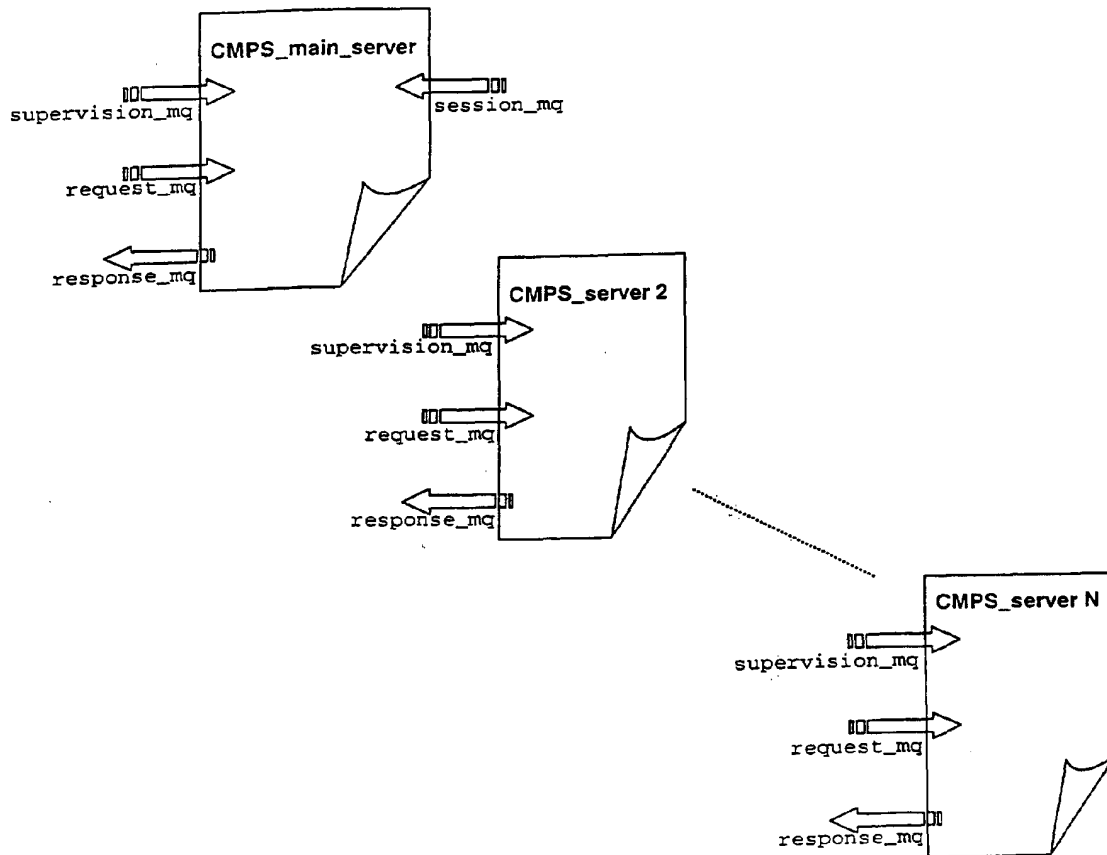 CMPS_main_server
supervision_mq
session_mq
request_mq
response_mq
CMPS_server 2
supervision_mq
request_mq
response_mq
CMPS_server N
supervision_mq
request_mq
response_mq